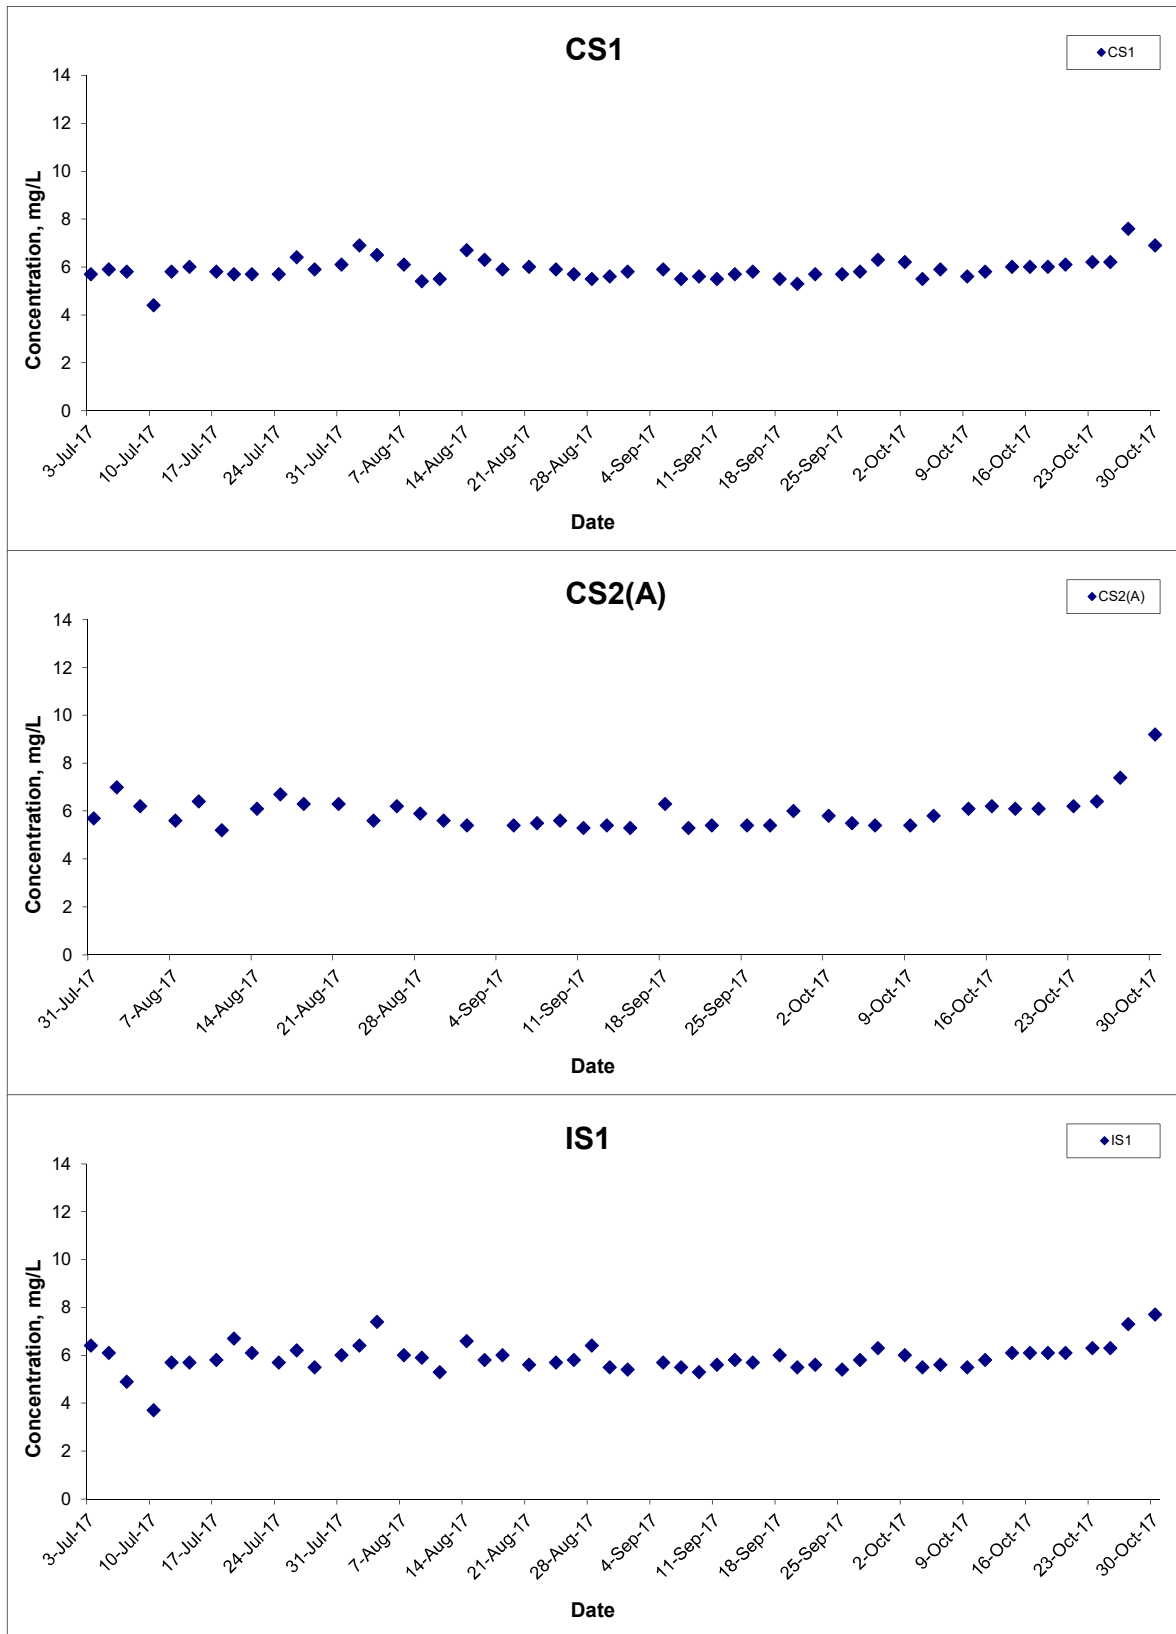 CS1
CS1
14
12
10
8
6
4
2
0
Concentration, mg/L
3-Jul-17
10-Jul-17
17-Jul-17
24-Jul-17
31-Jul-17
7-Aug-17
14-Aug-17
21-Aug-17
28-Aug-17
4-Sep-17
11-Sep-17
18-Sep-17
25-Sep-17
2-Oct-17
9-Oct-17
16-Oct-17
23-Oct-17
30-Oct-17
Date
CS2(A)
CS2(A)
14
12
10
8
6
4
2
0
Concentration, mg/L
31-Jul-17
7-Aug-17
14-Aug-17
21-Aug-17
28-Aug-17
4-Sep-17
11-Sep-17
18-Sep-17
25-Sep-17
2-Oct-17
9-Oct-17
16-Oct-17
23-Oct-17
30-Oct-17
Date
IS1
IS1
14
12
10
8
6
4
2
0
Concentration, mg/L
3-Jul-17
10-Jul-17
17-Jul-17
24-Jul-17
31-Jul-17
7-Aug-17
14-Aug-17
21-Aug-17
28-Aug-17
4-Sep-17
11-Sep-17
18-Sep-17
25-Sep-17
2-Oct-17
9-Oct-17
16-Oct-17
23-Oct-17
30-Oct-17
Date